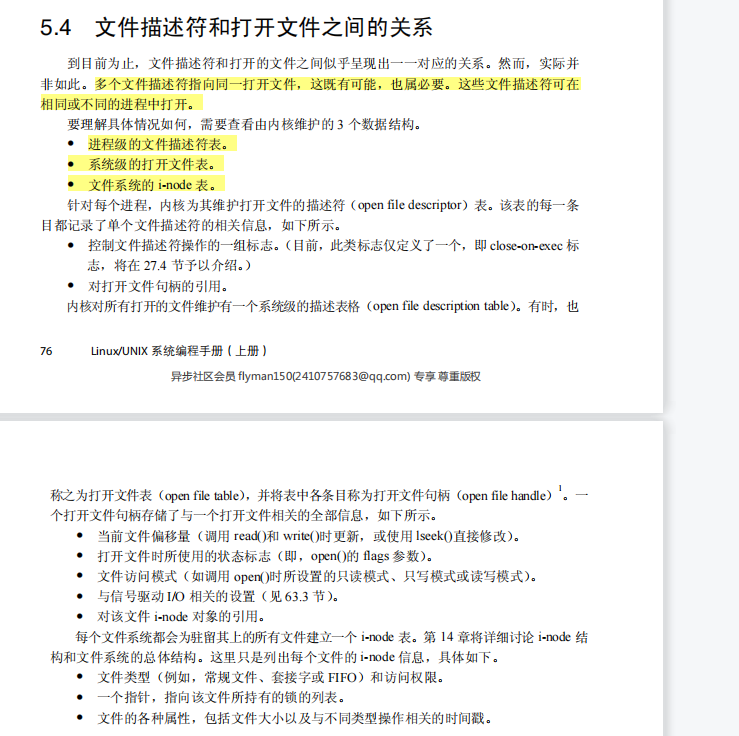 5.4 文件描述符和打开文件之间的关系
到目前为止，文件描述符和打开的文件之间似乎呈现出一一对应的关系。然而，实际并
非如此。多个文件描述符指向同一打开文件，这既有可能，也属必要。这些文件描述符可在
相同或不同的进程中打开。
要理解具体情况如何，需要查看由内核维护的 3 个数据结构。
● 进程级的文件描述符表。
● 系统级的打开文件表。
● 文件系统的 i-node 表。
针对每个进程，内核为其维护打开文件的描述符（open file descriptor）表。该表的每一条
目都记录了单个文件描述符的相关信息，如下所示。
● 控制文件描述符操作的一组标志。（目前，此类标志仅定义了一个，即 close-on-exec 标
志，将在 27.4 节予以介绍。）
● 对打开文件句柄的引用。
内核对所有打开的文件维护有一个系统级的描述表格（open file description table）。有时，也
76 Linux/UNIX 系统编程手册（上册）
异步社区会员 flyman150(2410757683@qq.com) 专享 尊重版权
称之为打开文件表（open file table），并将表中各条目称为打开文件句柄（open file handle）1。一
个打开文件句柄存储了与一个打开文件相关的全部信息，如下所示。
● 当前文件偏移量（调用 read()和 write()时更新，或使用 lseek()直接修改）。
● 打开文件时所使用的状态标志（即，open()的 flags 参数）。
● 文件访问模式（如调用 open()时所设置的只读模式、只写模式或读写模式）。
● 与信号驱动 I/O 相关的设置（见 63.3 节）。
● 对该文件 i-node 对象的引用。
每个文件系统都会为驻留其上的所有文件建立一个 i-node 表。第 14 章将详细讨论 i-node 结
构和文件系统的总体结构。这里只是列出每个文件的 i-node 信息，具体如下。
● 文件类型（例如，常规文件、套接字或 FIFO）和访问权限。
● 一个指针，指向该文件所持有的锁的列表。
● 文件的各种属性，包括文件大小以及与不同类型操作相关的时间戳。